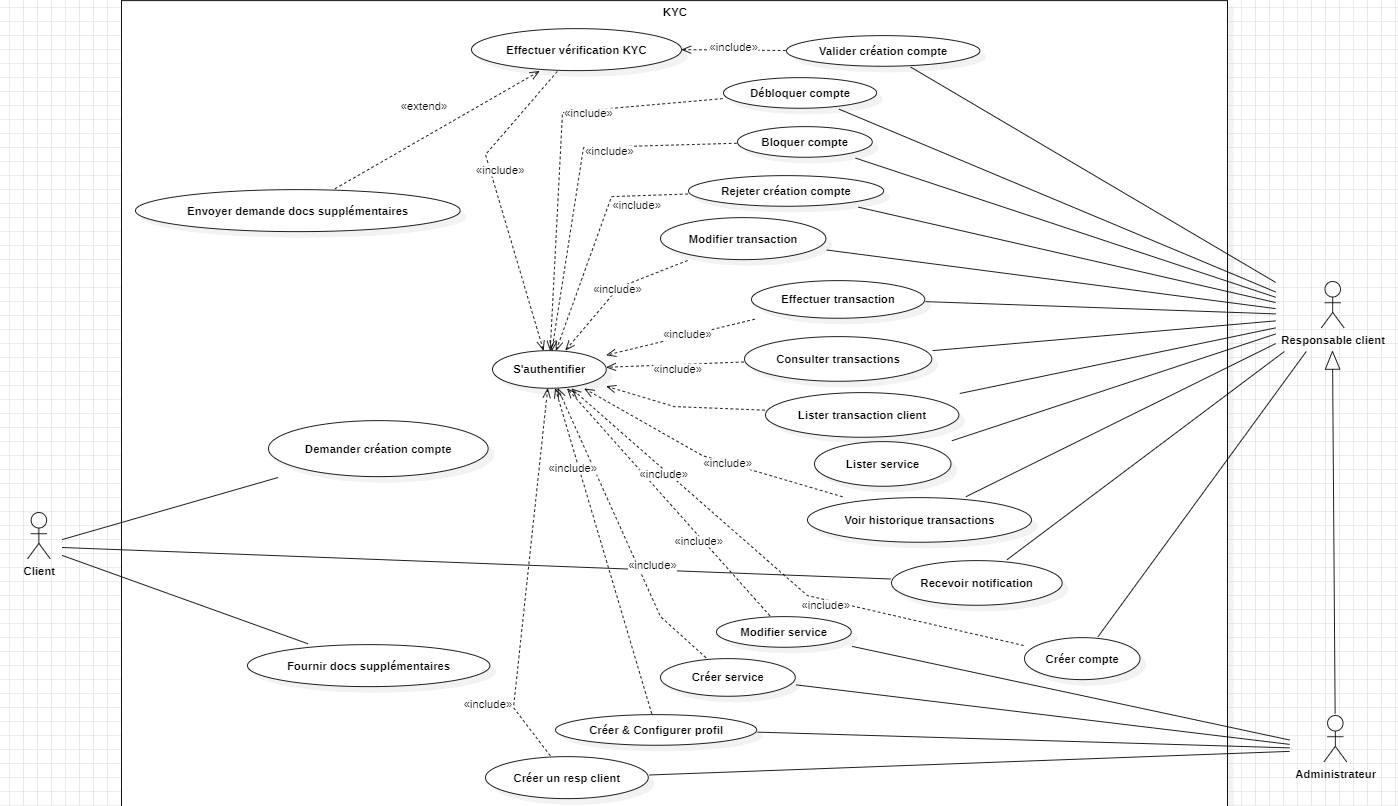 KYC
Effectuer vérification KYC
«include»
Valider création compte
Débloquer compte
«extend»
«include»
Bloquer compte
«include»
«include»
Rejeter création compte
«include»
Envoyer demande docs supplémentaires
Modifier transaction
«include»
Effectuer transaction
«include»
Responsable client
Consulter transactions
«include»
S'authentifier
Lister transaction client
Demander création compte
Lister service
«include»
«include»
«include»
Voir historique transactions
«include»
Client
«include»
Recevoir notification
«include»
Modifier service
Créer compte
Fournir docs supplémentaires
Créer service
«include»
Créer & Configurer profil
Administrateur
Créer un resp client